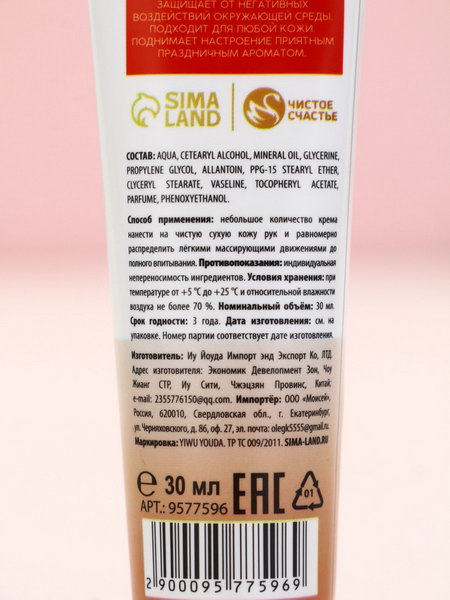 ЗАЩИЩАЕТ ОТ НЕГАТИВНЫХ
ВОЗДЕЙСТВИЙ ОКРУЖАЮЩЕЙ СРЕДЫ.
ПОДХОДИТ ДЛЯ ЛЮБОЙ КОЖИ.
ПОДНИМАЕТ НАСТРОЕНИЕ ПРИЯТНЫМ
ПРАЗДНИЧНЫМ АРОМАТОМ.
SIMA LAND
ЧИСТОЕ СЧАСТЬЕ
СОСТАВ: AQUA, CETEARYL ALCOHOL, MINERAL OIL, GLYCERINE,
PROPYLENE GLYCOL, ALLANTOIN, PPG-15 STEARYL ETHER,
GLYCERYL STEARATE, VASELINE, TOCOPHERYL ACETATE,
PARFUME, PHENOXYETHANOL.
Способ применения: небольшое количество крема
нанести на чистую сухую кожу рук и равномерно
распределить лёгкими массирующими движениями до
полного впитывания. Противопоказания: индивидуальная
непереносимость ингредиентов. Условия хранения: при
температуре от +5 °С до +25 °С и относительной влажности
воздуха не более 70 %. Номинальный объём: 30 мл.
Срок годности: 3 года. Дата изготовления: см. на
упаковке. Номер партии соответствует дате изготовления.
Изготовитель: Иу Йоуда Импорт энд Экспорт Ко, ЛТД.
Адрес изготовителя: Экономик Девелопмент Зон, Чоу
Жианг СТР, Иу Сити, Чжэцзян Провинс, Китай;
e-mail: 2355776150@qq.com. Импортёр: ООО «Моисей»,
Россия, 620010, Свердловская обл., г. Екатеринбург,
ул. Черняховского, д. 86, оф. 27, эл. почта: olegk5555@gmail.ru.
Маркировка: YIWU YOUDA. ТР ТС 009/2011. SIMA-LAND.RU
℮ 30 мл EAC 01
АРТ.: 9577596
2 900095 775969